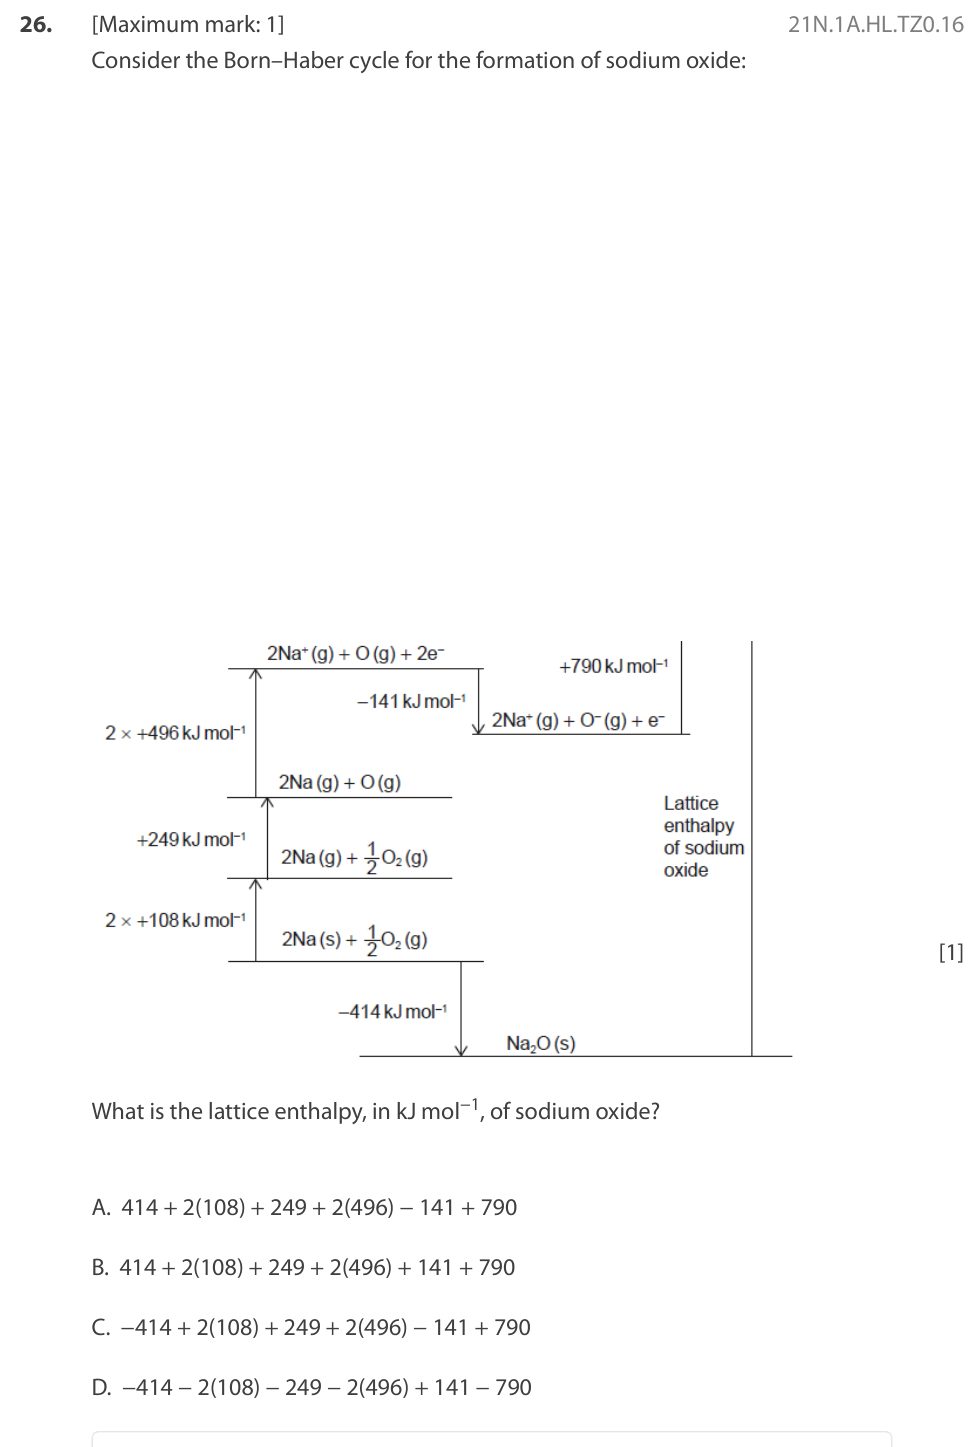 26. [Maximum mark: 1] 21N.1A.HL.TZ0.16
Consider the Born–Haber cycle for the formation of sodium oxide:
2Na⁺ (g) + O (g) + 2e⁻
+790 kJ mol⁻¹
−141 kJ mol⁻¹
2Na⁺ (g) + O⁻ (g) + e⁻
2 × +496 kJ mol⁻¹
2Na (g) + O (g)
Lattice
enthalpy
of sodium
oxide
+249 kJ mol⁻¹
2Na (g) + 1/2 O₂ (g)
2 × +108 kJ mol⁻¹
2Na (s) + 1/2 O₂ (g)
[1]
−414 kJ mol⁻¹
Na₂O (s)
What is the lattice enthalpy, in kJ mol⁻¹, of sodium oxide?
A. 414 + 2(108) + 249 + 2(496) − 141 + 790
B. 414 + 2(108) + 249 + 2(496) + 141 + 790
C. −414 + 2(108) + 249 + 2(496) − 141 + 790
D. −414 − 2(108) − 249 − 2(496) + 141 − 790